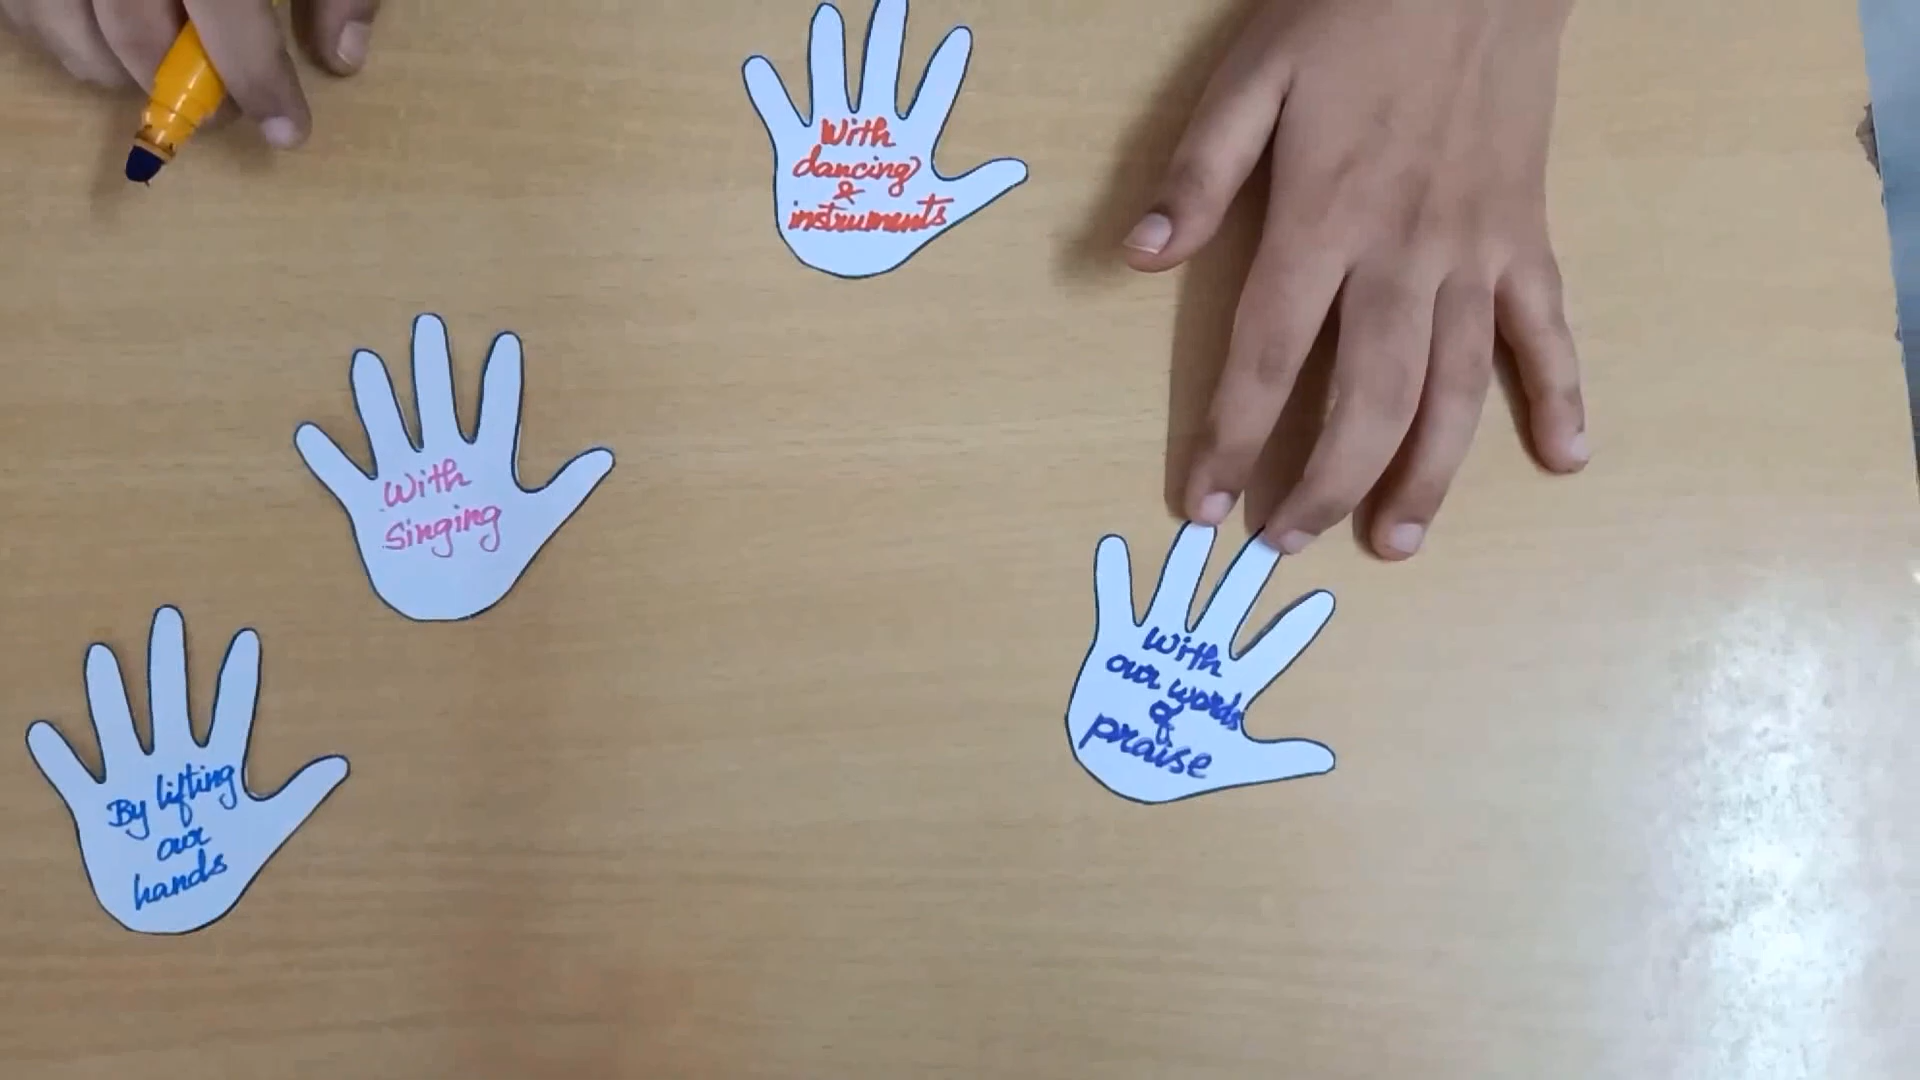 With
dancing
&
instruments
With
Singing
With
our words
of
praise
By lifting
our
hands